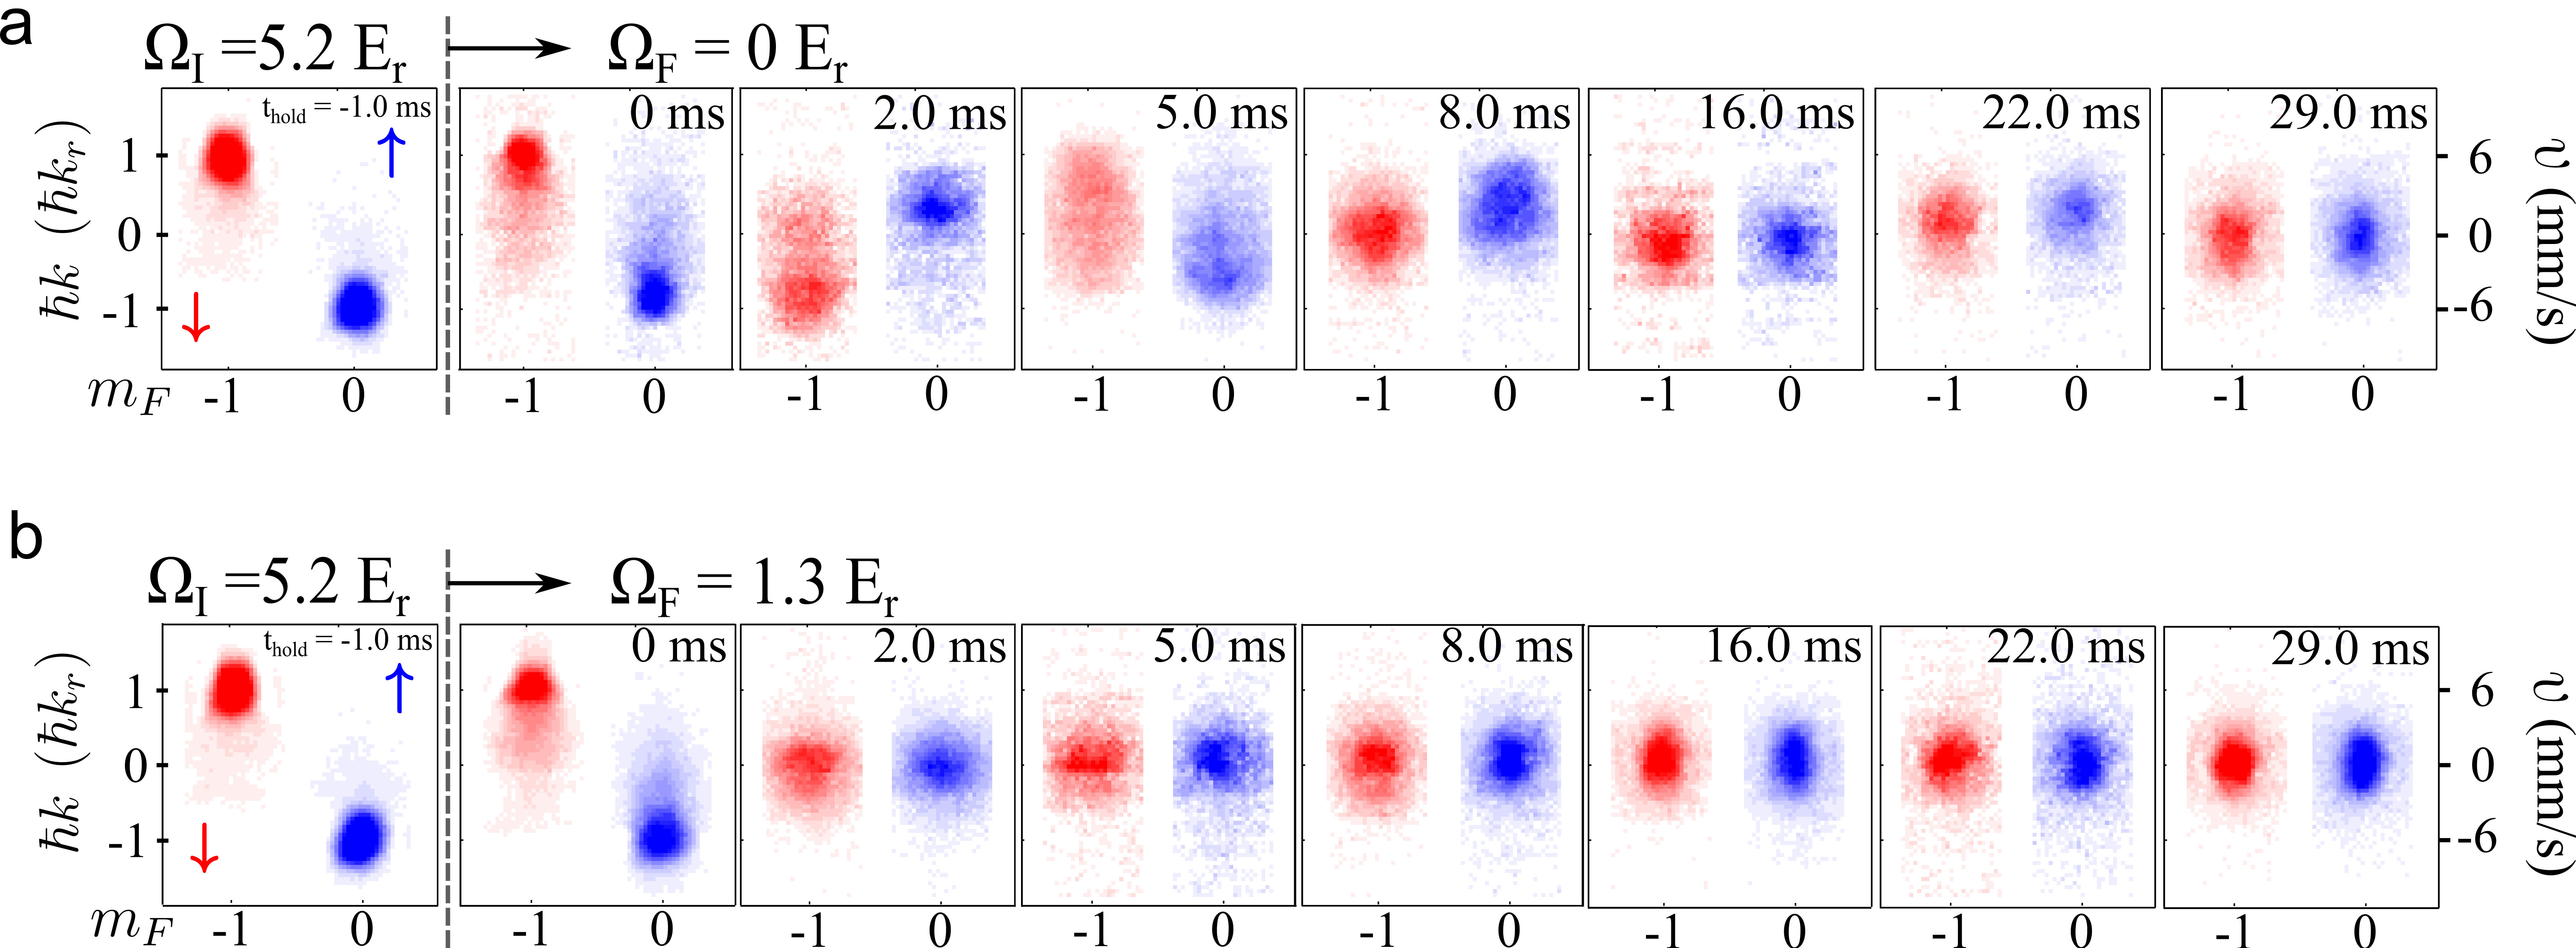 a
Ω_I =5.2 E_r → Ω_F = 0 E_r
t_hold = -1.0 ms ↑ 0 ms 2.0 ms 5.0 ms 8.0 ms 16.0 ms 22.0 ms 29.0 ms
ħk (ħk_r)
1 0 -1
↓
6 0 -6
υ (mm/s)
m_F -1 0 -1 0 -1 0 -1 0 -1 0 -1 0 -1 0 -1 0
b
Ω_I =5.2 E_r → Ω_F = 1.3 E_r
t_hold = -1.0 ms ↑ 0 ms 2.0 ms 5.0 ms 8.0 ms 16.0 ms 22.0 ms 29.0 ms
ħk (ħk_r)
1 0 -1
↓
6 0 -6
υ (mm/s)
m_F -1 0 -1 0 -1 0 -1 0 -1 0 -1 0 -1 0 -1 0